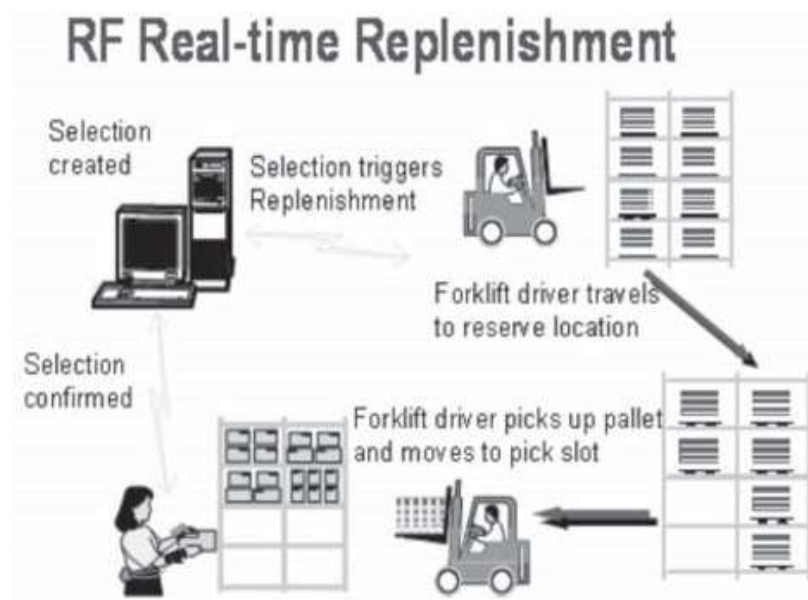 RF Real-time Replenishment
Selection
created
Selection triggers
Replenishment
Forklift driver travels
to reserve location
Selection
confirmed
Forklift driver picks up pallet
and moves to pick slot